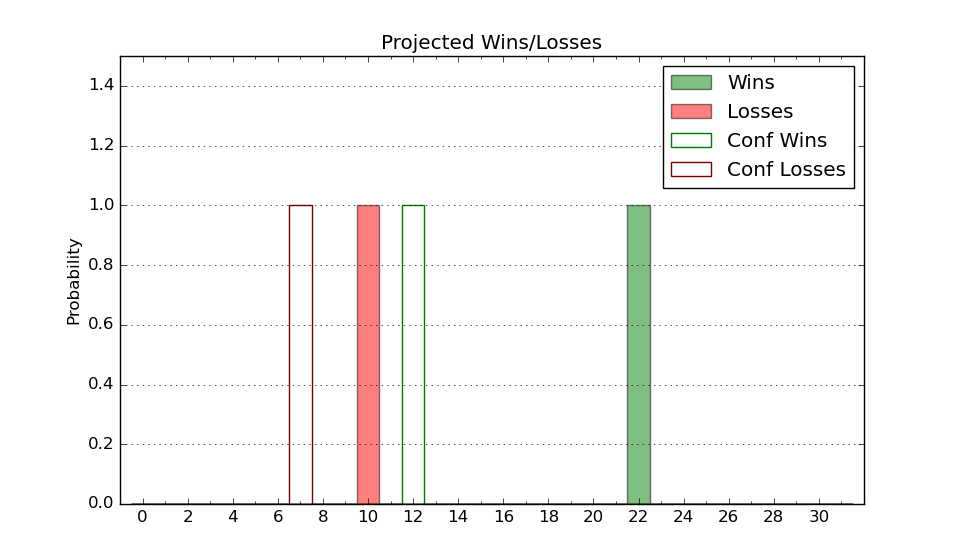 Projected Wins/Losses
Wins
Losses
Conf Wins
Conf Losses
Probability
1.4
1.2
1.0
0.8
0.6
0.4
0.2
0.0
0 2 4 6 8 10 12 14 16 18 20 22 24 26 28 30